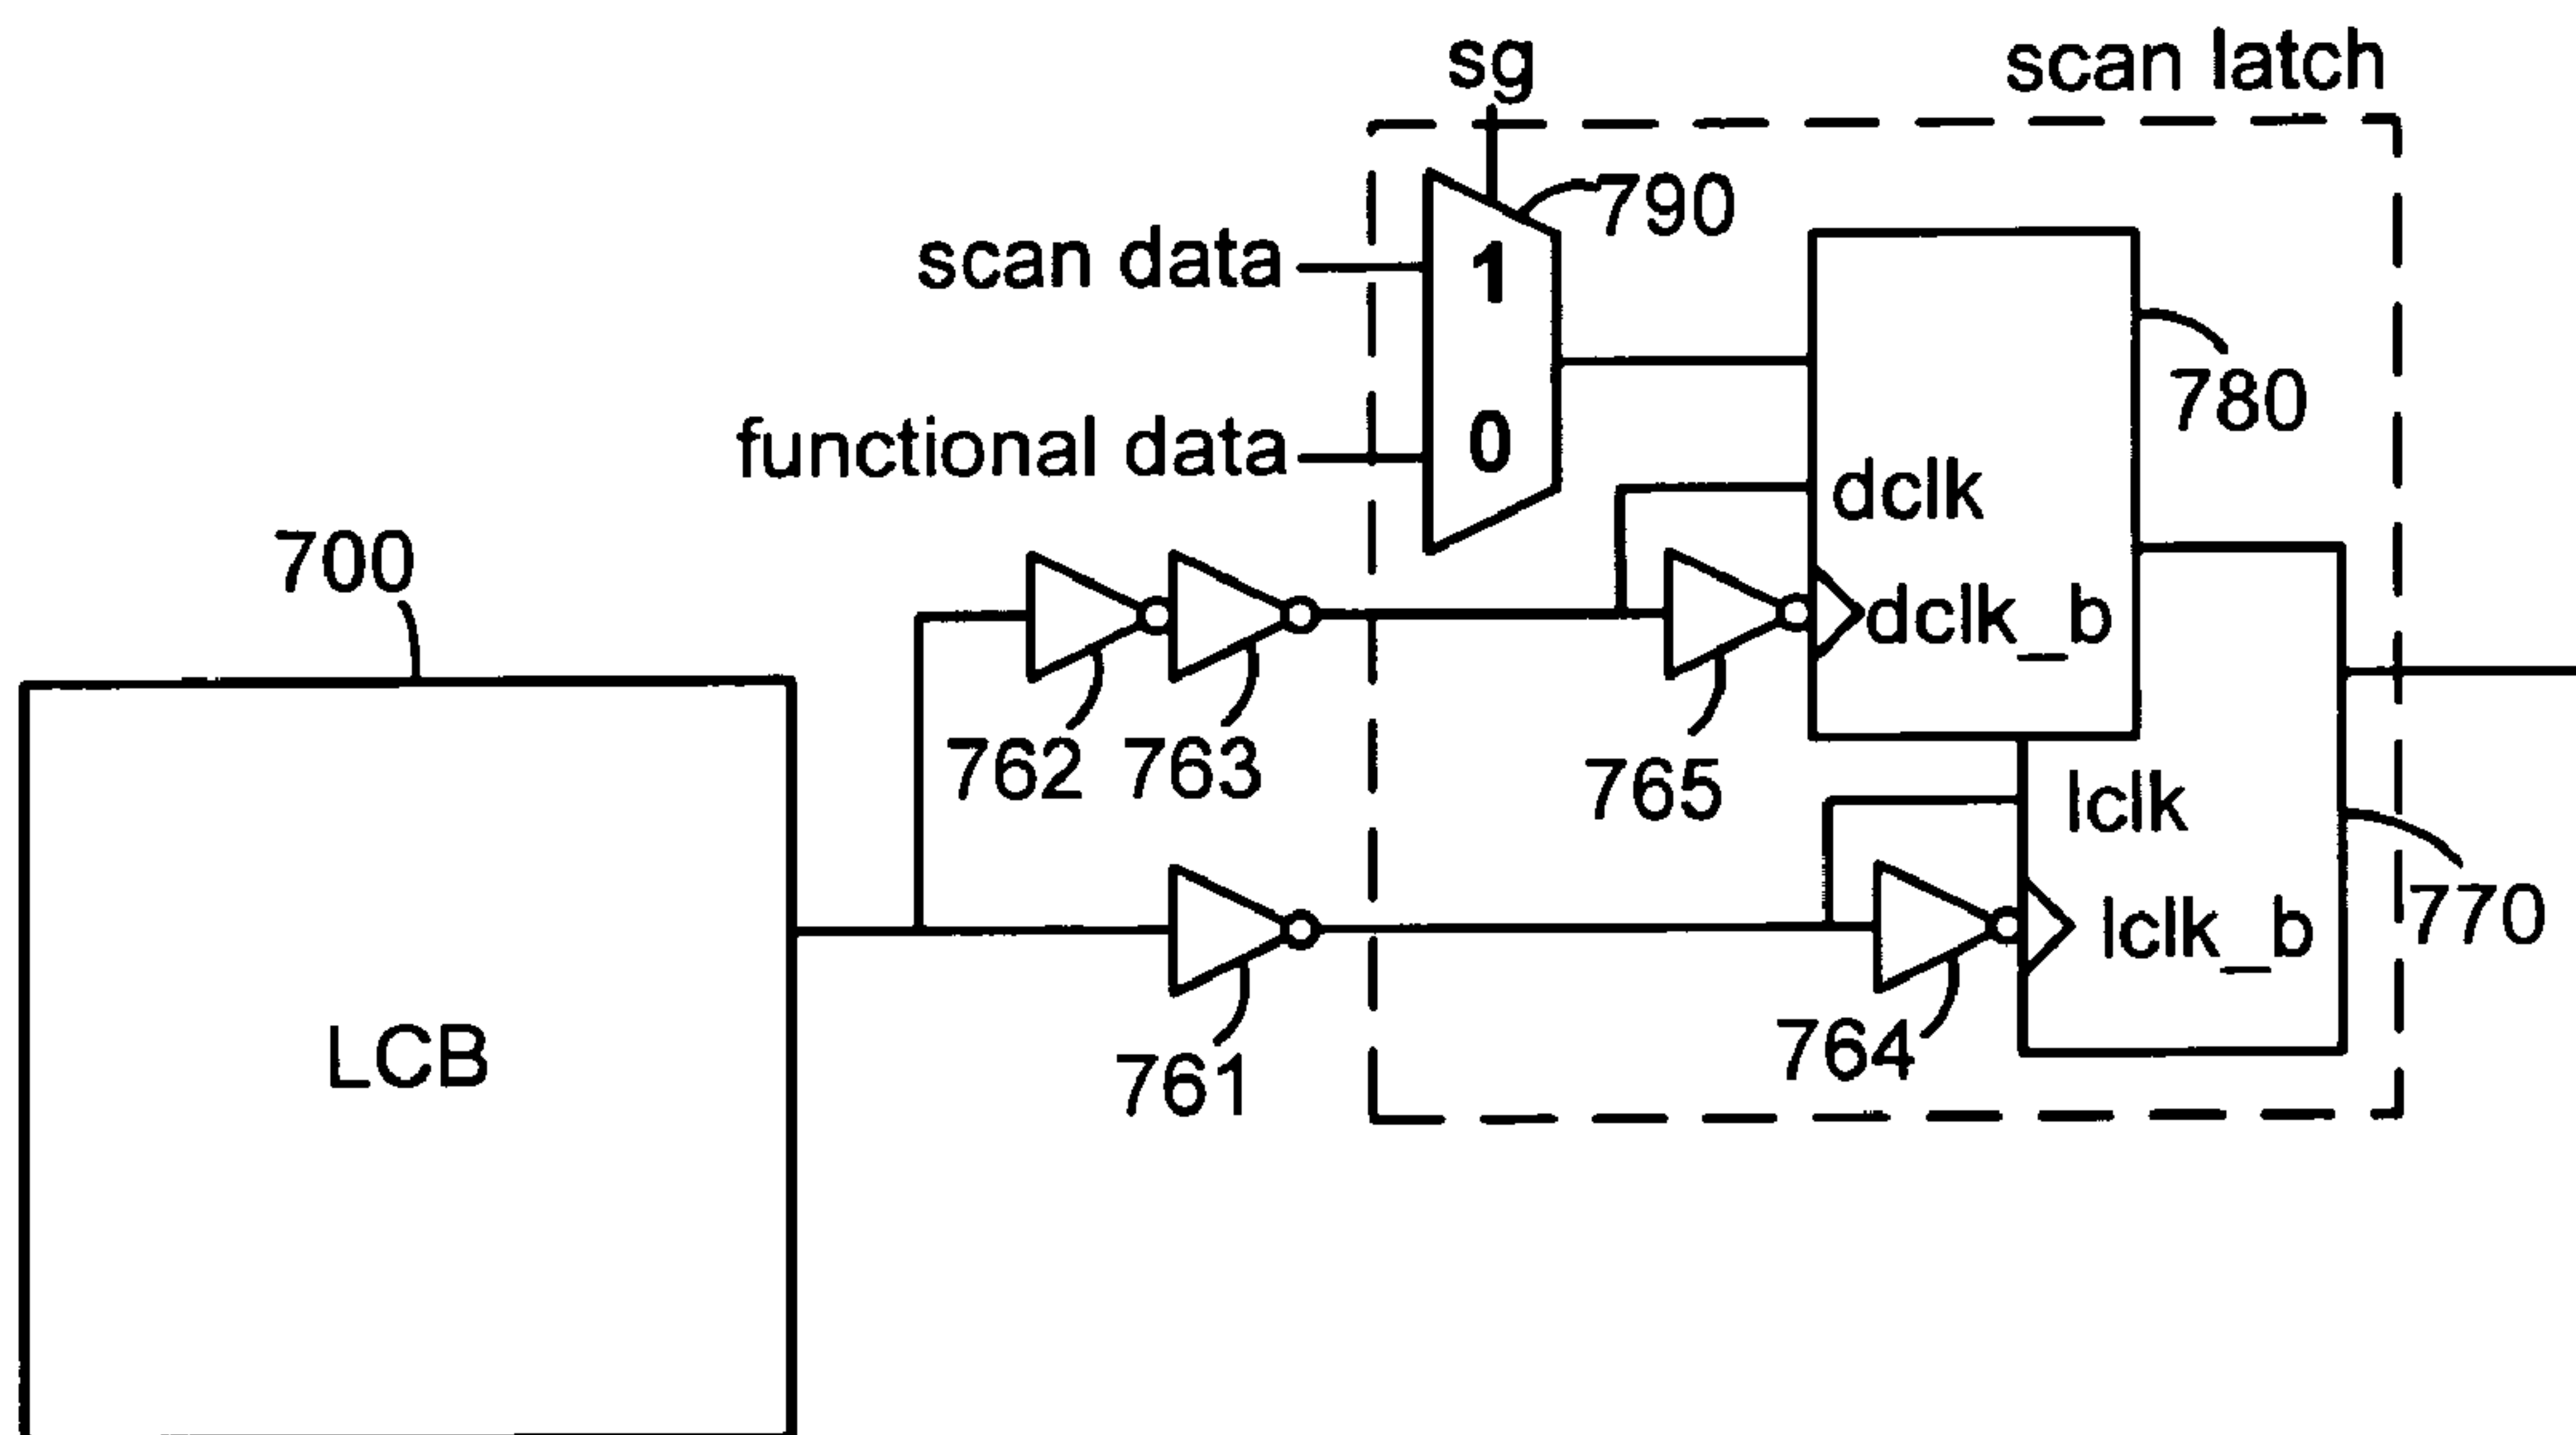 sg
scan latch
790
scan data
1
780
functional data
0
dclk
700
dclk_b
762
763
765
lclk
770
lclk_b
LCB
761
764